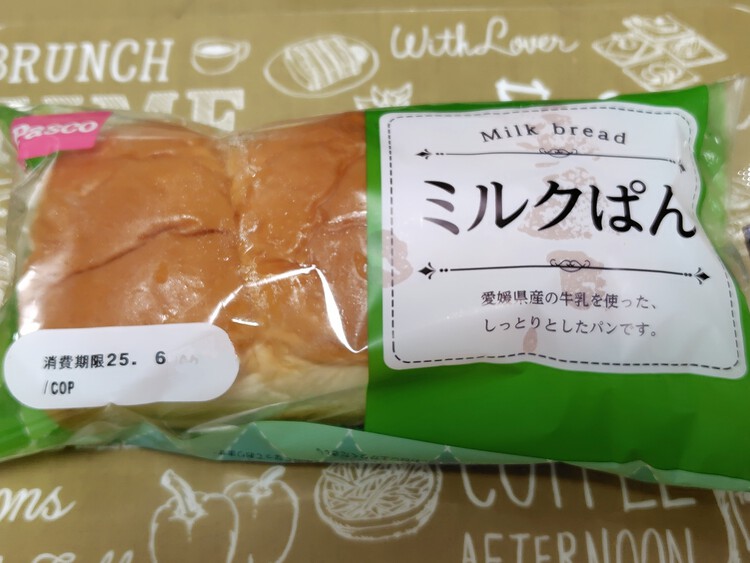 BRUNCH
With Lover
Pasco
Milk bread
ミルクぱん
愛媛県産の牛乳を使った、
しっとりとしたパンです。
消費期限25. 6
/COP
AFTERNOON